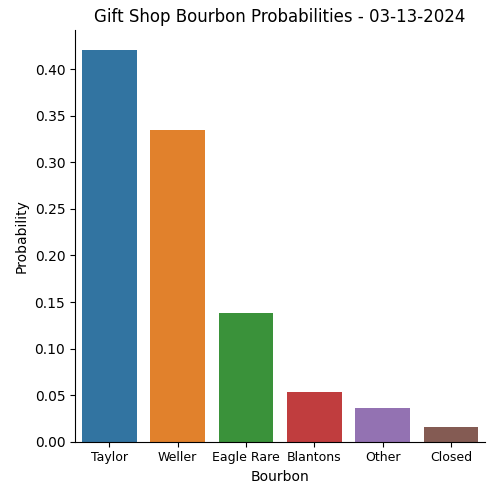 Gift Shop Bourbon Probabilities - 03-13-2024
0.40
0.35
0.30
0.25
0.20
0.15
0.10
0.05
0.00
Probability
Taylor Weller Eagle Rare Blantons Other Closed
Bourbon